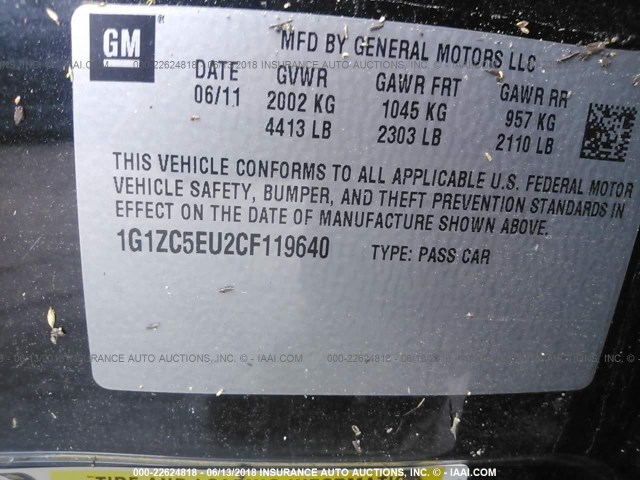 GM
MFD BY GENERAL MOTORS LLC
DATE GVWR GAWR FRT GAWR RR
06/11 2002 KG 1045 KG 957 KG
4413 LB 2303 LB 2110 LB
THIS VEHICLE CONFORMS TO ALL APPLICABLE U.S. FEDERAL MOTOR
VEHICLE SAFETY, BUMPER, AND THEFT PREVENTION STANDARDS IN
EFFECT ON THE DATE OF MANUFACTURE SHOWN ABOVE.
1G1ZC5EU2CF119640 TYPE: PASS CAR
000-22624818 - 06/13/2018 INSURANCE AUTO AUCTIONS, INC. © - IAAI.COM